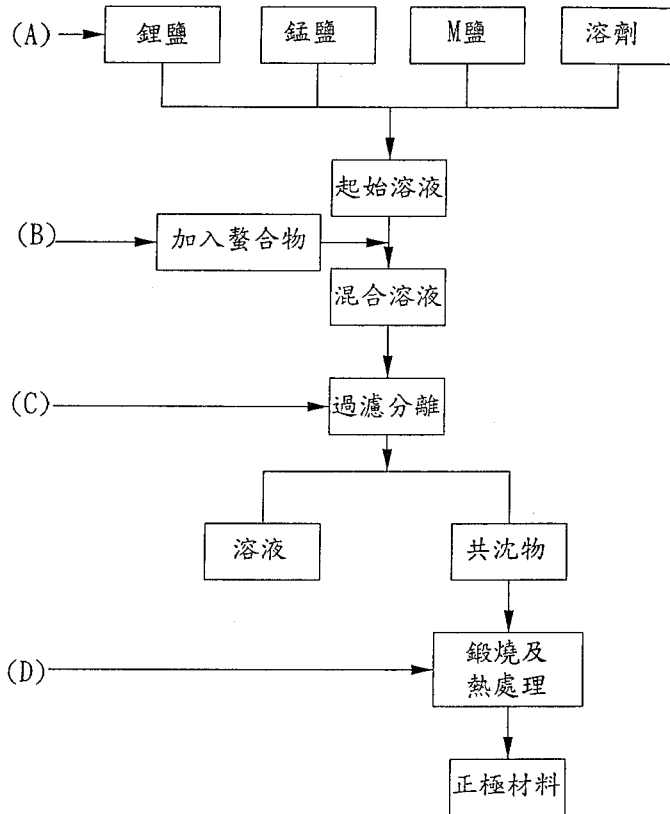 (A)
鋰鹽
錳鹽
M鹽
溶劑
起始溶液
(B)
加入螯合物
混合溶液
(C)
過濾分離
溶液
共沈物
(D)
鍛燒及
熱處理
正極材料